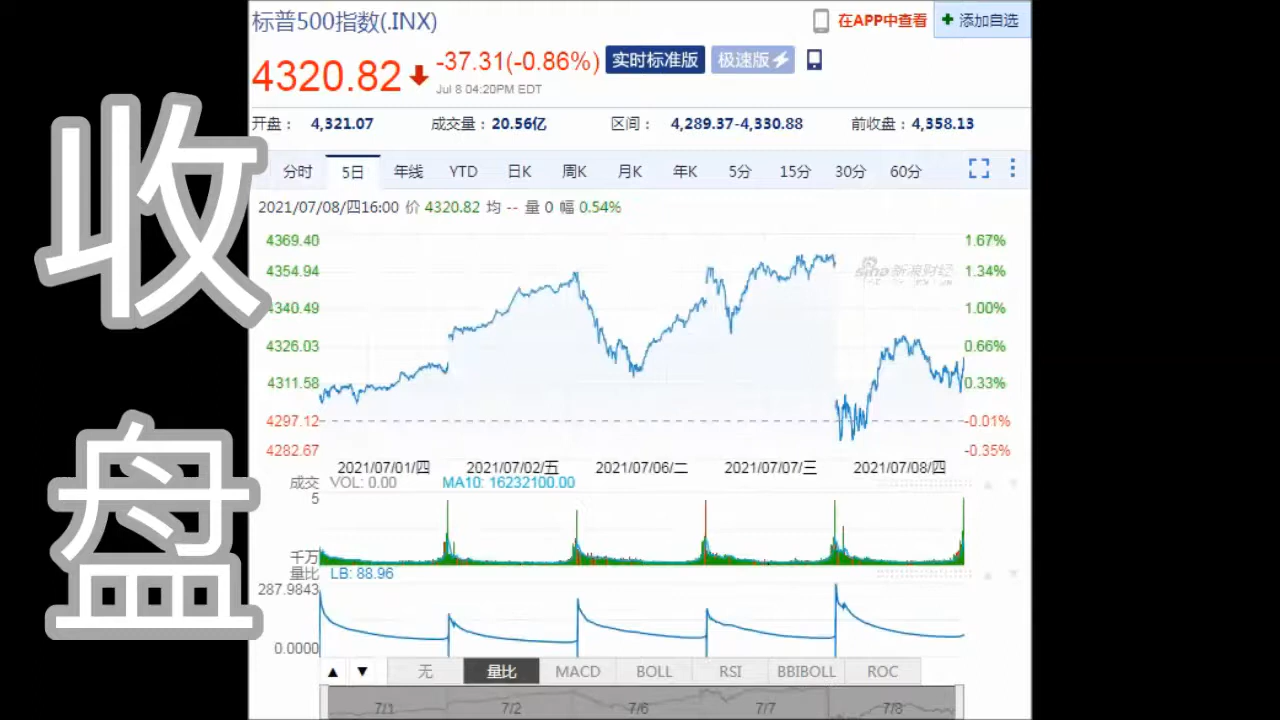 收
盘
标普500指数(.INX)
在APP中查看
+ 添加自选
4320.82
-37.31(-0.86%)
实时标准版
极速版
Jul 8 04:20PM EDT
开盘： 4,321.07 成交量：20.56亿 区间： 4,289.37-4,330.88 前收盘：4,358.13
分时 5日 年线 YTD 日K 周K 月K 年K 5分 15分 30分 60分
2021/07/08/四16:00 价 4320.82 均 -- 量 0 幅 0.54%
4369.40 1.67%
4354.94 1.34%
sina 新浪财经
4340.49 1.00%
4326.03 0.66%
4311.58 0.33%
4297.12 -0.01%
4282.67 -0.35%
2021/07/01/四 2021/07/02/五 2021/07/06/二 2021/07/07/三 2021/07/08/四
成交 VOL: 0.00 MA10: 16232100.00
5
千万
量比 LB: 88.96
287.9843
0.0000
▲ ▼ 无 量比 MACD BOLL RSI BBIBOLL ROC
7/1 7/2 7/6 7/7 7/8